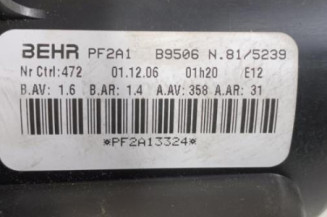 BEHR PF2A1 B9506 N.81/5239
Nr Ctrl:472 01.12.06 01h20 E12
B.AV: 1.6 B.AR: 1.4 A.AV: 358 A.AR: 31
*PF2A13324*